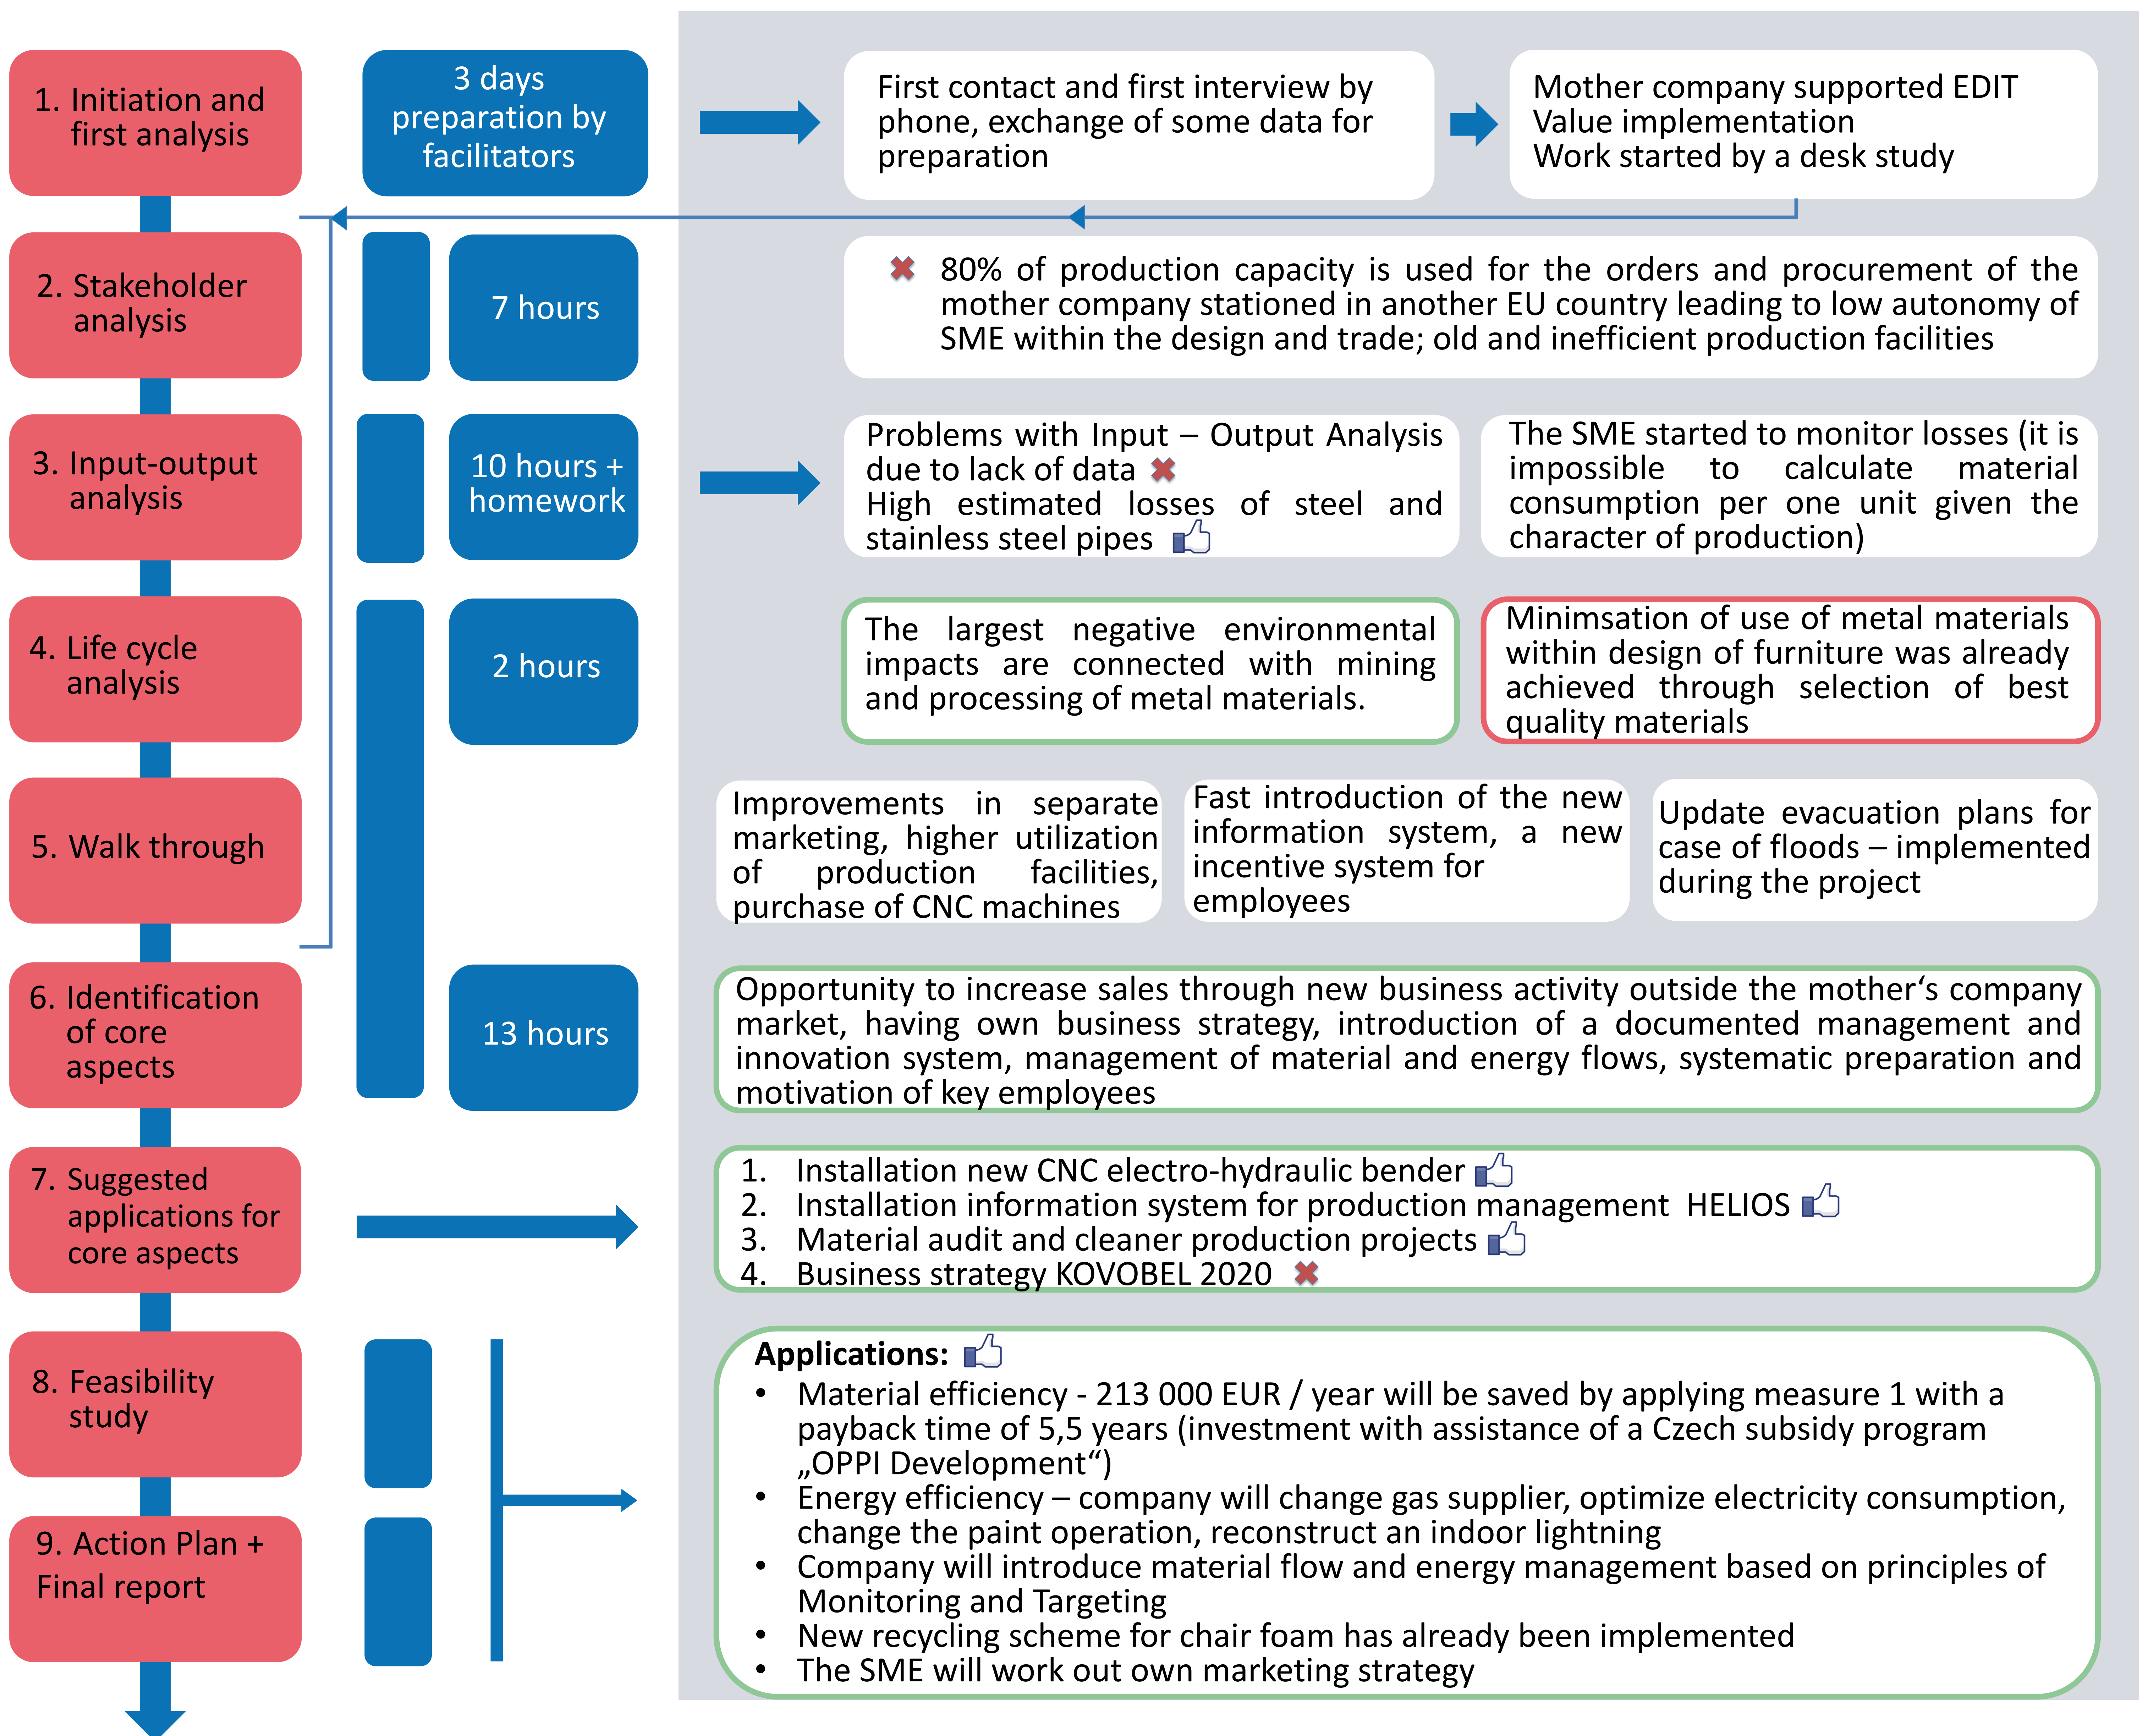 1. Initiation and
first analysis
3 days
preparation by
facilitators
First contact and first interview by
phone, exchange of some data for
preparation
Mother company supported EDIT
Value implementation
Work started by a desk study
2. Stakeholder
analysis
7 hours
80% of production capacity is used for the orders and procurement of the
mother company stationed in another EU country leading to low autonomy of
SME within the design and trade; old and inefficient production facilities
3. Input-output
analysis
10 hours +
homework
Problems with Input – Output Analysis
due to lack of data
High estimated losses of steel and
stainless steel pipes
The SME started to monitor losses (it is
impossible to calculate material
consumption per one unit given the
character of production)
4. Life cycle
analysis
2 hours
The largest negative environmental
impacts are connected with mining
and processing of metal materials.
Minimsation of use of metal materials
within design of furniture was already
achieved through selection of best
quality materials
5. Walk through
Improvements in separate
marketing, higher utilization
of production facilities,
purchase of CNC machines
Fast introduction of the new
information system, a new
incentive system for
employees
Update evacuation plans for
case of floods – implemented
during the project
6. Identification
of core
aspects
13 hours
Opportunity to increase sales through new business activity outside the mother‘s company
market, having own business strategy, introduction of a documented management and
innovation system, management of material and energy flows, systematic preparation and
motivation of key employees
7. Suggested
applications for
core aspects
1. Installation new CNC electro-hydraulic bender
2. Installation information system for production management HELIOS
3. Material audit and cleaner production projects
4. Business strategy KOVOBEL 2020
8. Feasibility
study
9. Action Plan +
Final report
Applications:
• Material efficiency - 213 000 EUR / year will be saved by applying measure 1 with a
payback time of 5,5 years (investment with assistance of a Czech subsidy program
„OPPI Development“)
• Energy efficiency – company will change gas supplier, optimize electricity consumption,
change the paint operation, reconstruct an indoor lightning
• Company will introduce material flow and energy management based on principles of
Monitoring and Targeting
• New recycling scheme for chair foam has already been implemented
• The SME will work out own marketing strategy